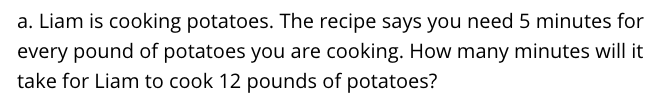 a. Liam is cooking potatoes. The recipe says you need 5 minutes for
every pound of potatoes you are cooking. How many minutes will it
take for Liam to cook 12 pounds of potatoes?